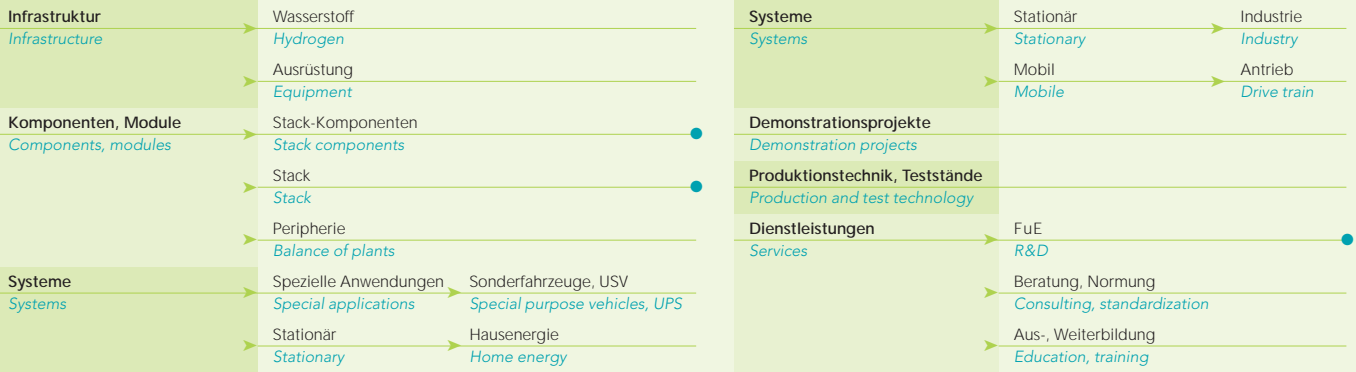 Infrastruktur
Infrastructure
Wasserstoff
Hydrogen
Ausrüstung
Equipment
Komponenten, Module
Components, modules
Stack-Komponenten
Stack components
Stack
Stack
Peripherie
Balance of plants
Systeme
Systems
Spezielle Anwendungen
Special applications
Sonderfahrzeuge, USV
Special purpose vehicles, UPS
Stationär
Stationary
Hausenergie
Home energy
Systeme
Systems
Stationär
Stationary
Industrie
Industry
Mobil
Mobile
Antrieb
Drive train
Demonstrationsprojekte
Demonstration projects
Produktionstechnik, Teststände
Production and test technology
Dienstleistungen
Services
FuE
R&D
Beratung, Normung
Consulting, standardization
Aus-, Weiterbildung
Education, training